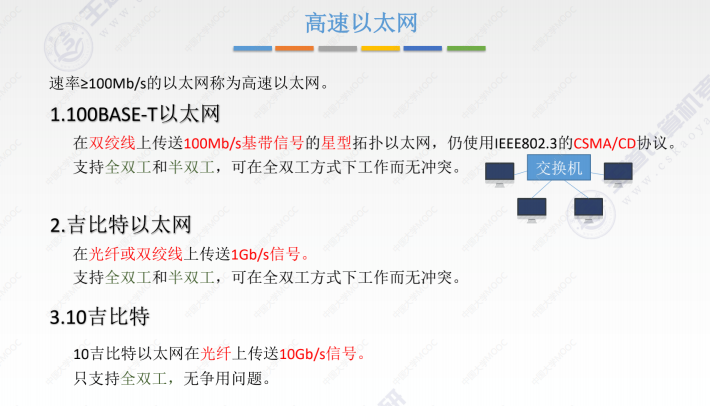 高速以太网
速率≥100Mb/s的以太网称为高速以太网。
1.100BASE-T以太网
在双绞线上传送100Mb/s基带信号的星型拓扑以太网，仍使用IEEE802.3的CSMA/CD协议。
支持全双工和半双工，可在全双工方式下工作而无冲突。
交换机
2.吉比特以太网
在光纤或双绞线上传送1Gb/s信号。
支持全双工和半双工，可在全双工方式下工作而无冲突。
3.10吉比特
10吉比特以太网在光纤上传送10Gb/s信号。
只支持全双工，无争用问题。